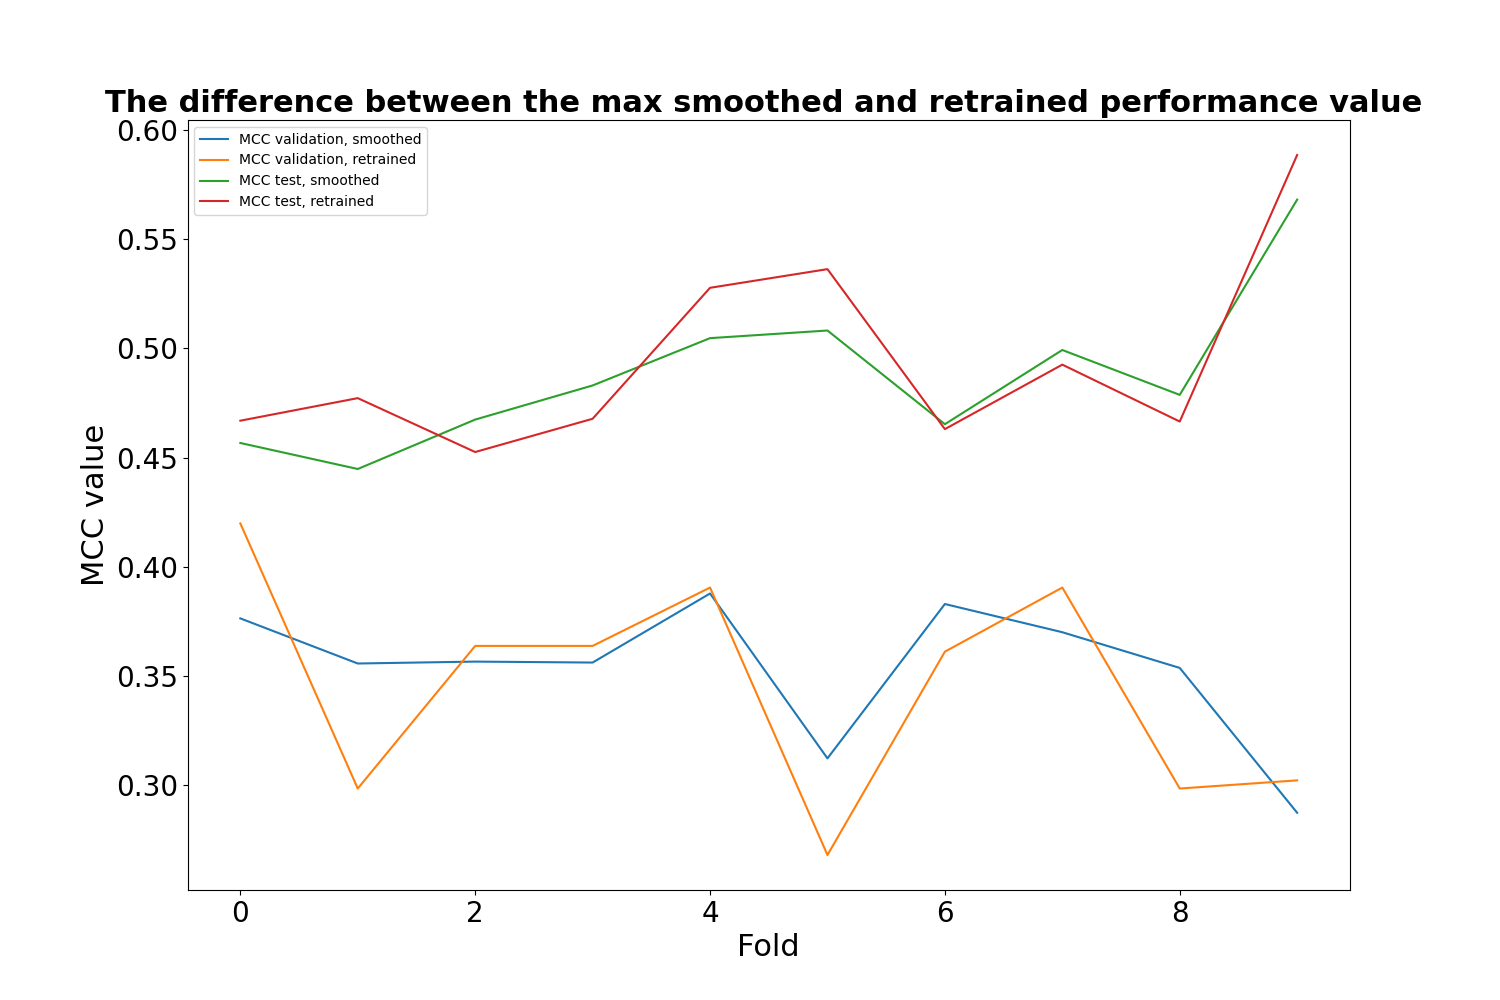 The difference between the max smoothed and retrained performance value
MCC validation, smoothed
MCC validation, retrained
MCC test, smoothed
MCC test, retrained
0.60
0.55
0.50
0.45
0.40
0.35
0.30
MCC value
0 2 4 6 8
Fold